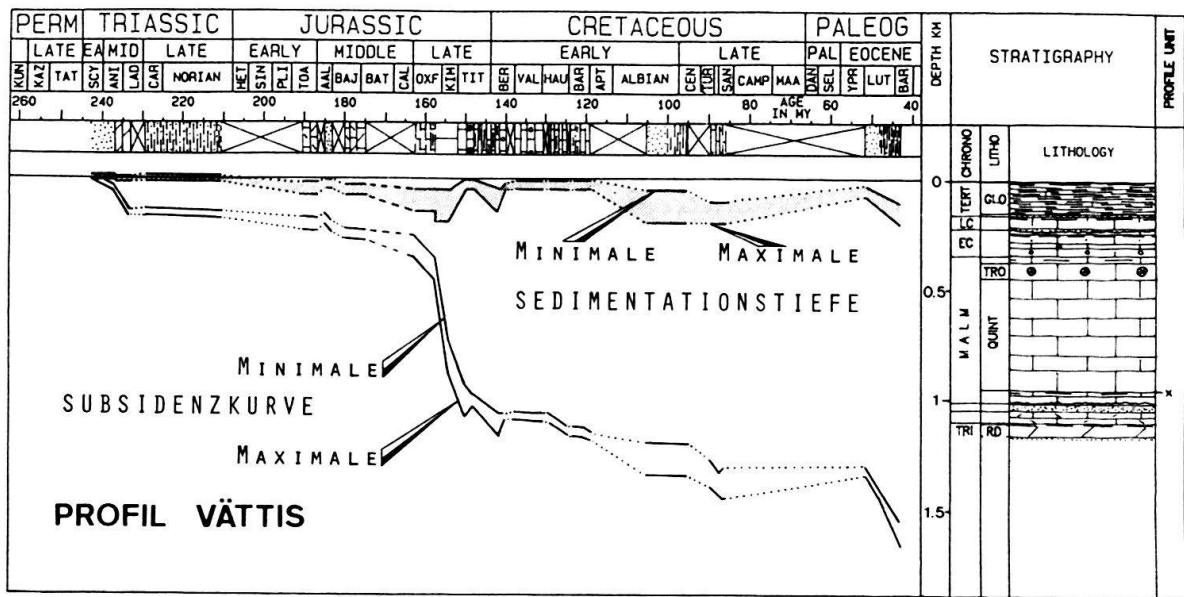 PERM TRIASSIC JURASSIC CRETACEOUS PALEOG
LATE EA MID LATE EARLY MIDDLE LATE EARLY LATE PAL EOCENE
KUN KAZ TAT SCY ANI LAD CAR NORIAN HET SIN PLI TOA AAL BAJ BAT CAL OXF KIM TIT BER VAL HAU BAR APT ALBIAN CEN TUR SAN CAMP MAA DAN SEL YPR LUT BAR
260 240 220 200 180 160 140 120 100 80 AGE IN MY 60 40
DEPTH KM
STRATIGRAPHY
PROFILE UNIT
CHRONO
LITHO
LITHOLOGY
0
0.5
1
1.5
TERT
GLO
EC
TRO
MALM
QUINT
x
TRI
RD
MINIMALE MAXIMALE
SEDIMENTATIONSTIEFE
MINIMALE
SUBSIDENZKURVE
MAXIMALE
PROFIL VÄTTIS